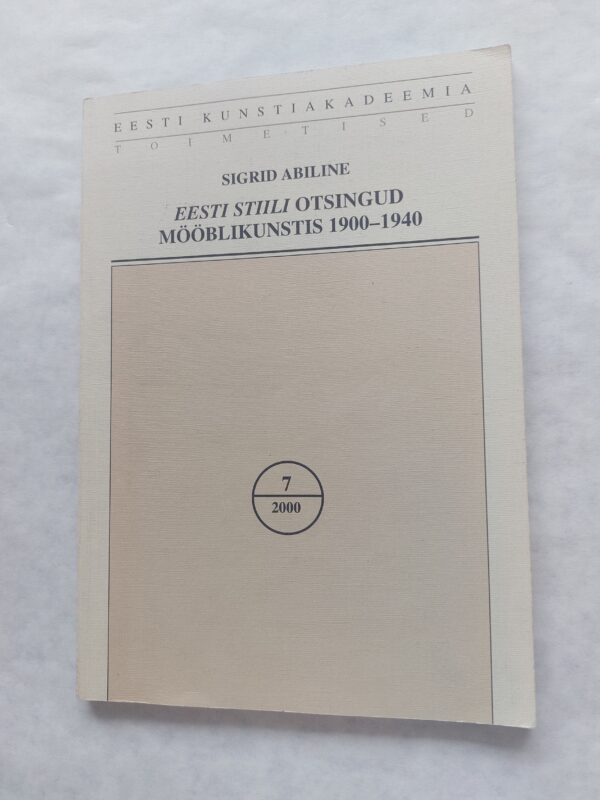 EESTI KUNSTIAKADEEMIA
TOIMETISED
SIGRID ABILINE
EESTI STIILI OTSINGUD
MÖÖBLIKUNSTIS 1900–1940
7
2000